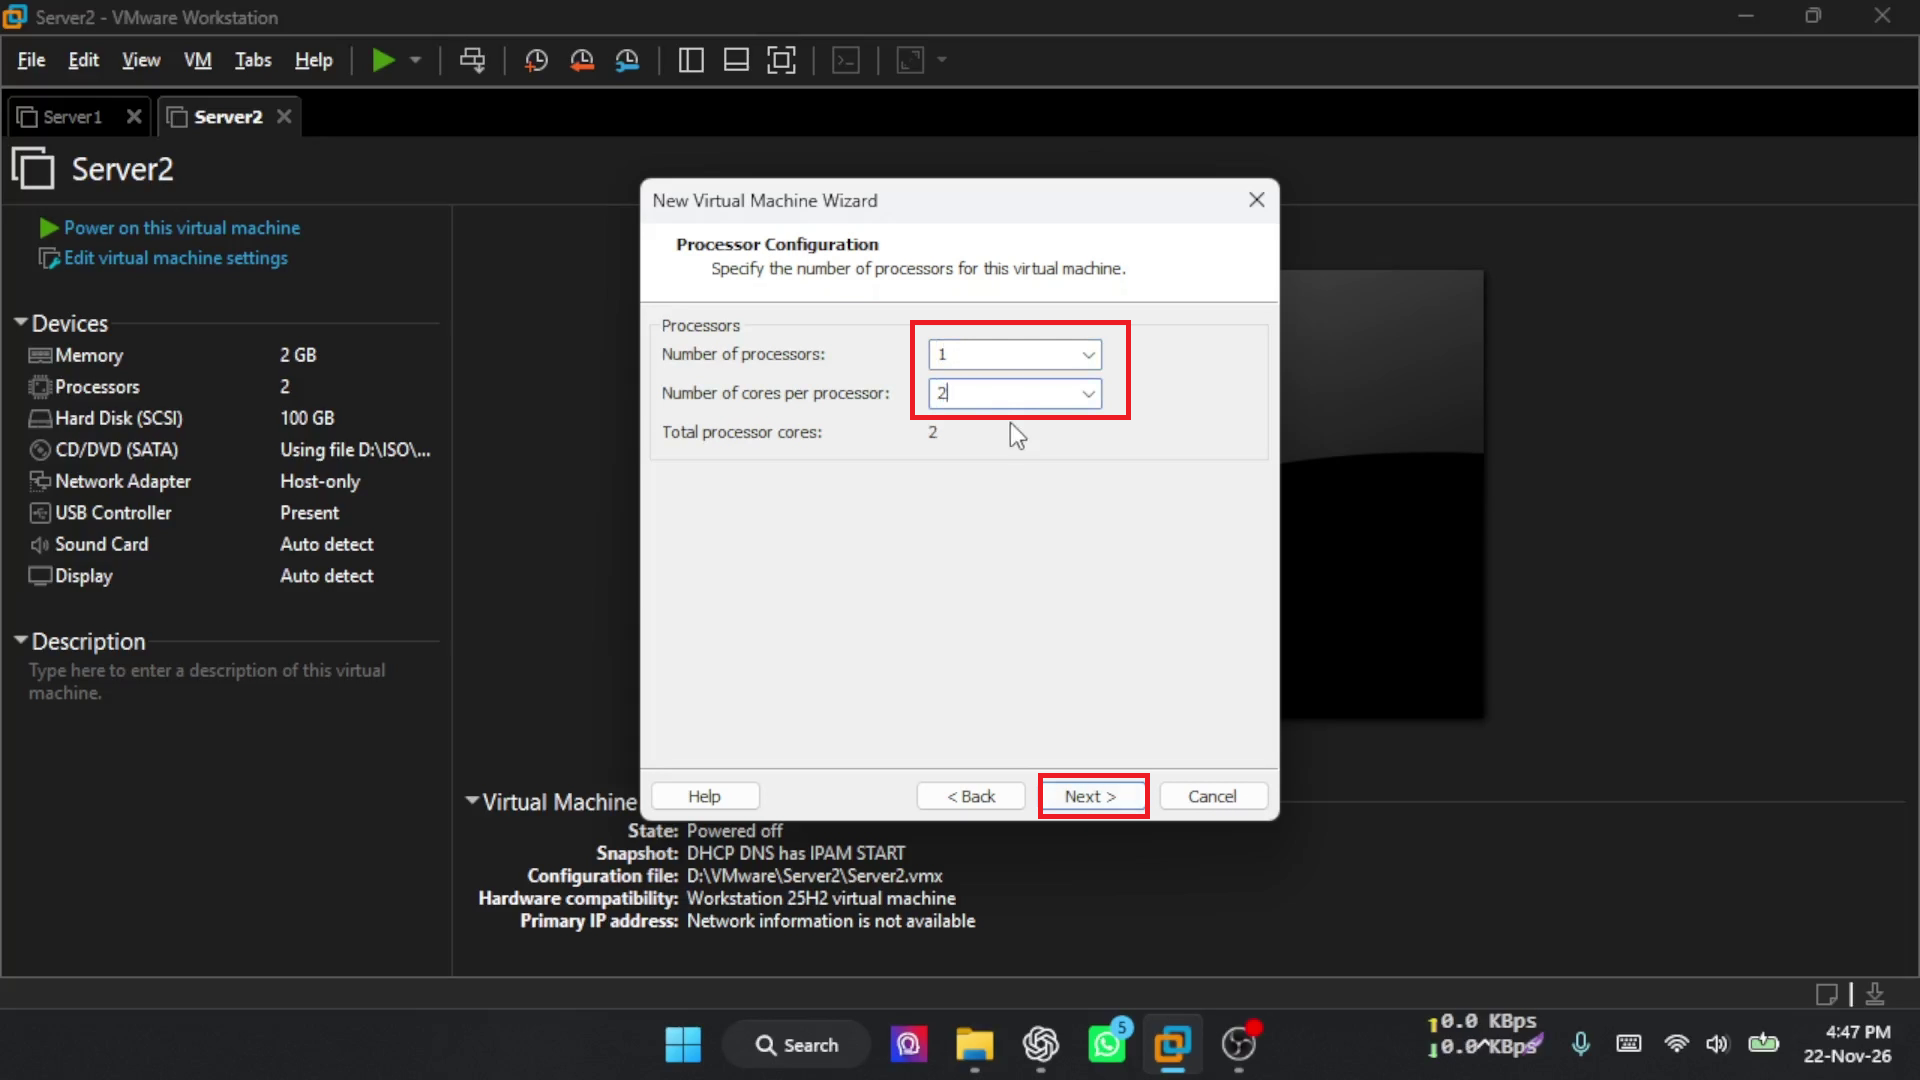 Server2 - VMware Workstation
File Edit View VM Tabs Help
Server1 Server2
Server2
Power on this virtual machine
Edit virtual machine settings
Devices
Memory 2 GB
Processors 2
Hard Disk (SCSI) 100 GB
CD/DVD (SATA) Using file D:\ISO\...
Network Adapter Host-only
USB Controller Present
Sound Card Auto detect
Display Auto detect
Description
Type here to enter a description of this virtual
machine.
New Virtual Machine Wizard
Processor Configuration
Specify the number of processors for this virtual machine.
Processors
Number of processors: 1
Number of cores per processor: 2
Total processor cores: 2
Help < Back Next > Cancel
Virtual Machine
State: Powered off
Snapshot: DHCP DNS has IPAM START
Configuration file: D:\VMware\Server2\Server2.vmx
Hardware compatibility: Workstation 25H2 virtual machine
Primary IP address: Network information is not available
Search
5
0.0 KBps
0.0 KBps
4:47 PM
22-Nov-26